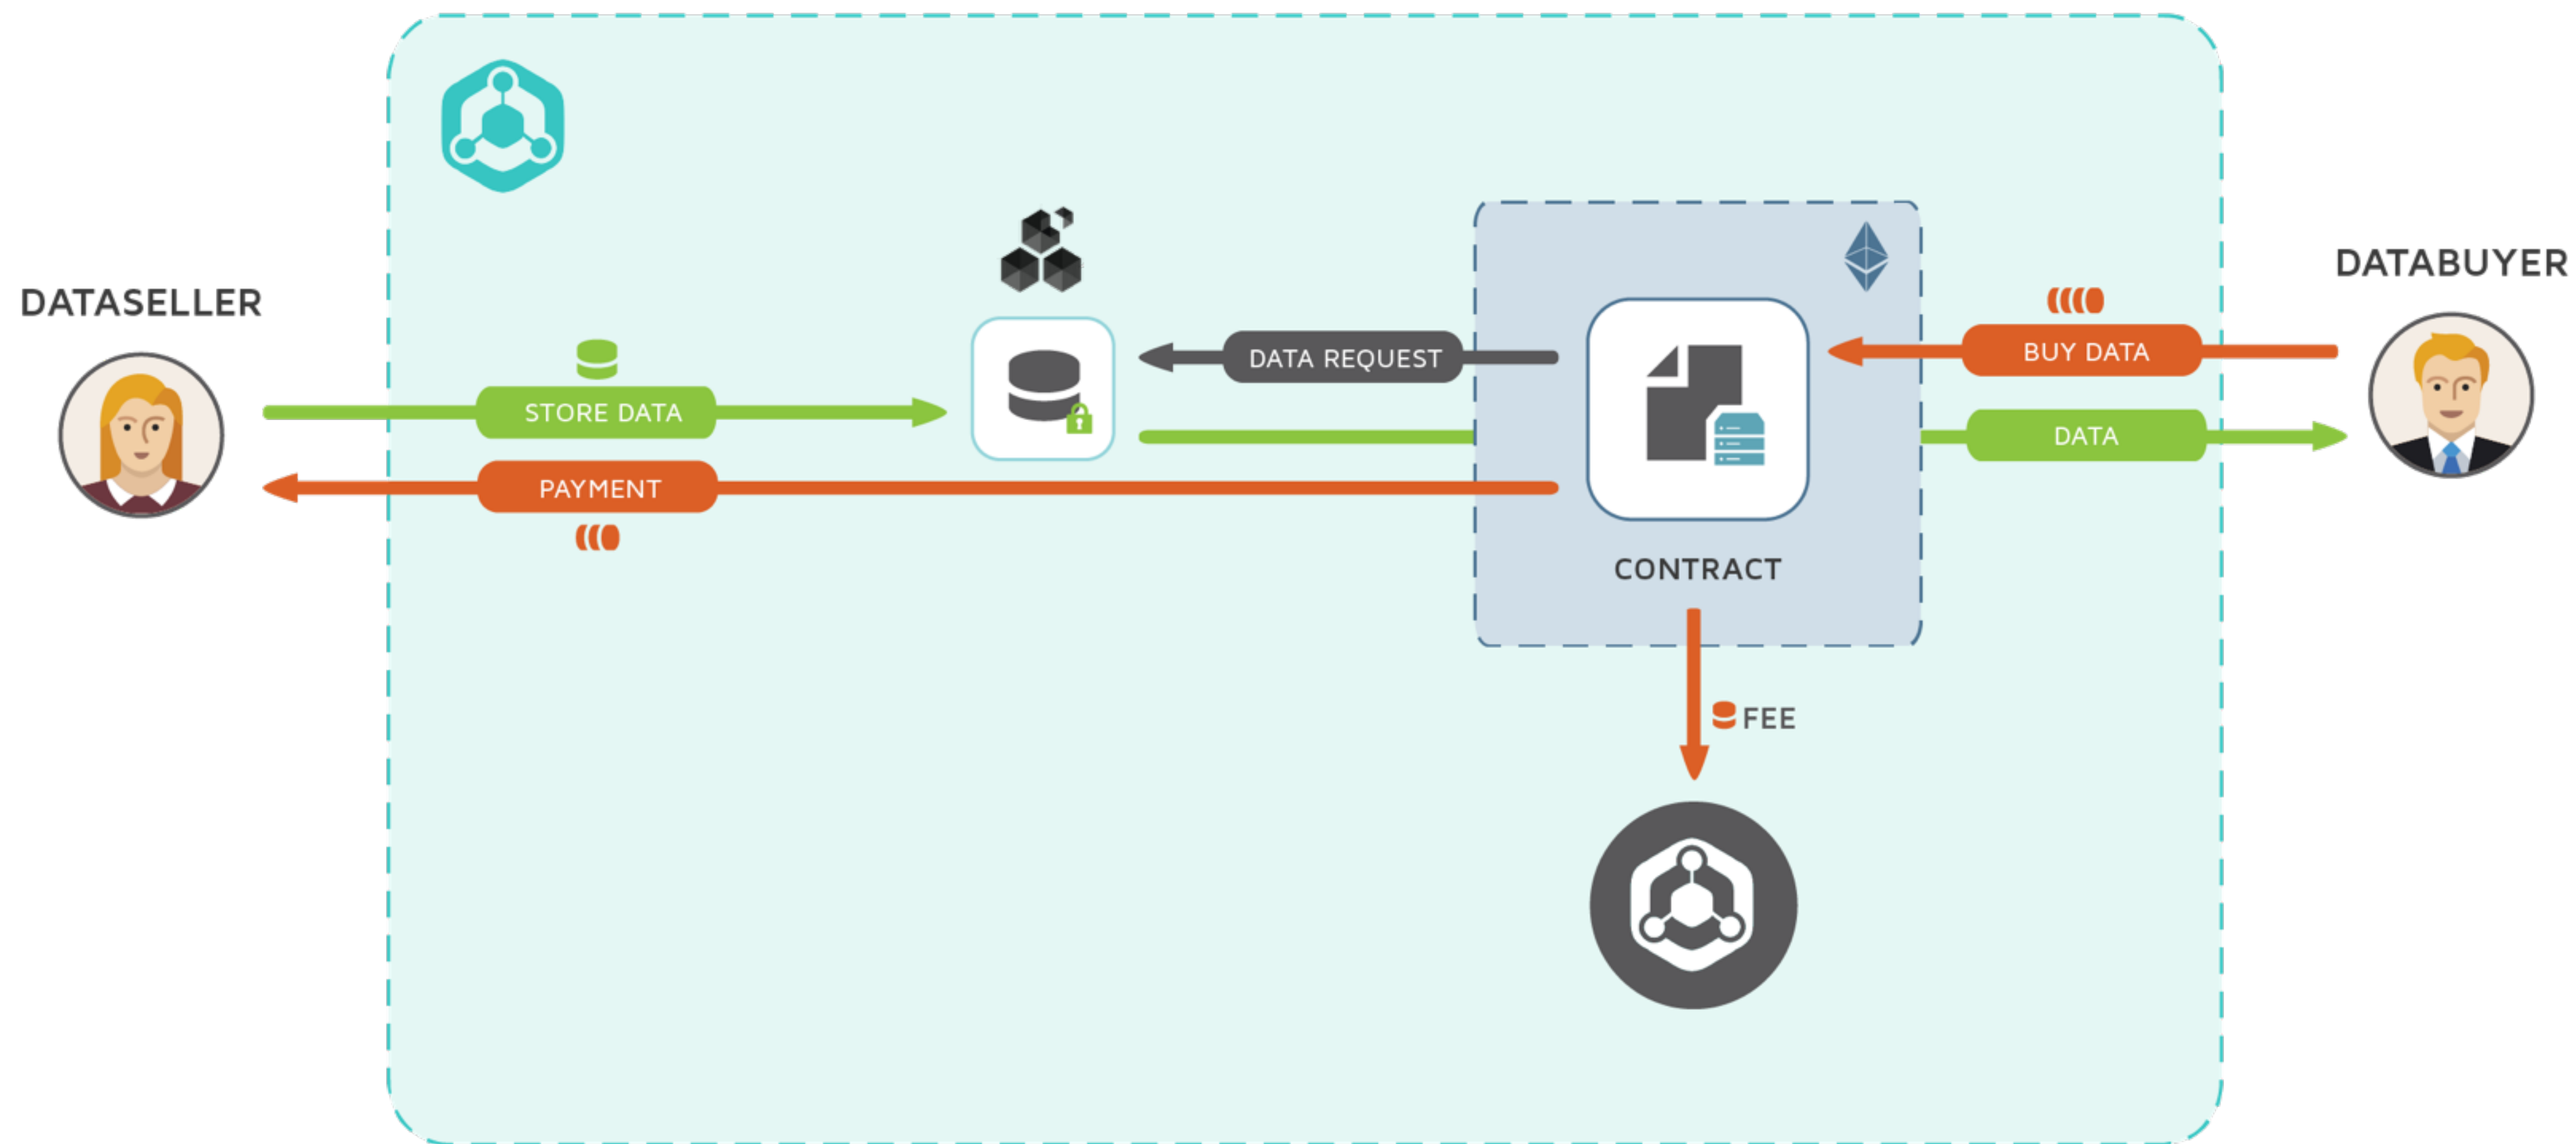 DATASELLER
STORE DATA
PAYMENT
DATA REQUEST
CONTRACT
FEE
BUY DATA
DATA
DATABUYER